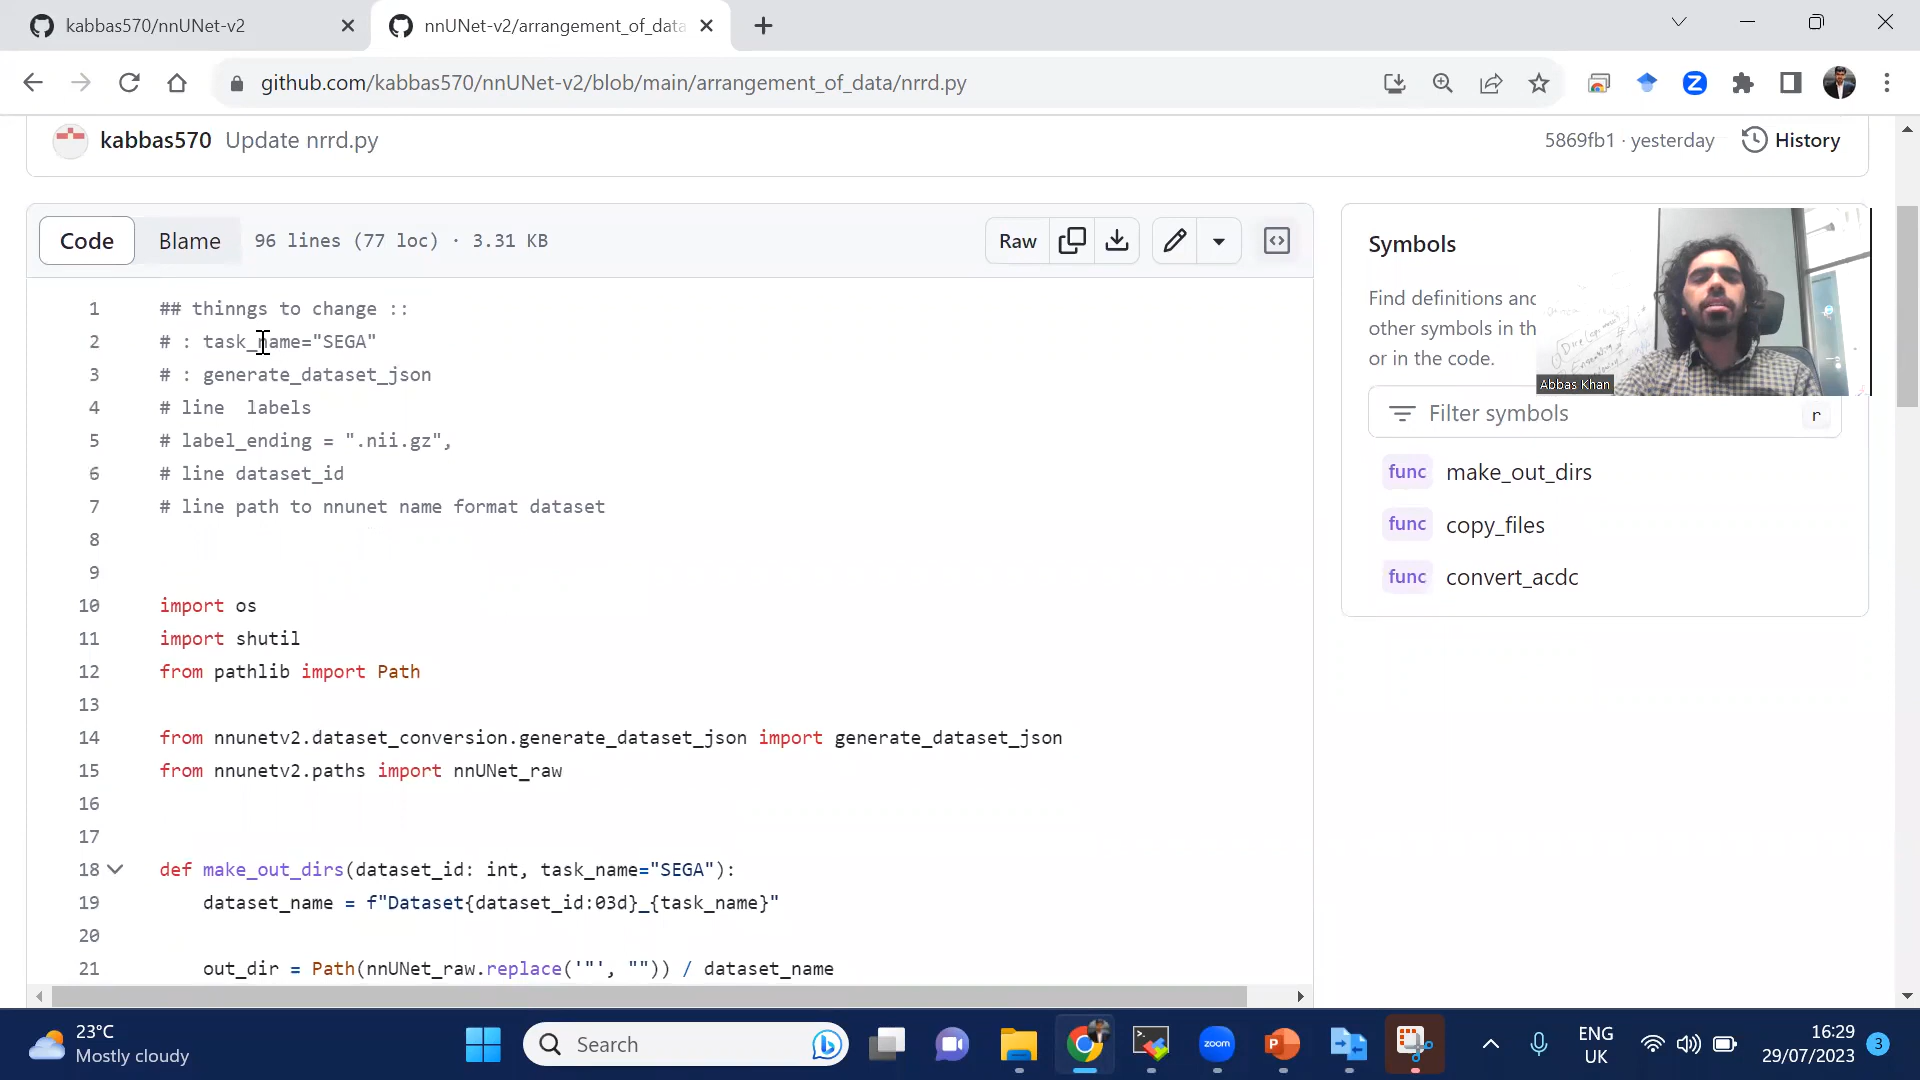 kabbas570/nnUNet-v2
nnUNet-v2/arrangement_of_data
github.com/kabbas570/nnUNet-v2/blob/main/arrangement_of_data/nrrd.py
kabbas570 Update nrrd.py
5869fb1 · yesterday
History
Code
Blame
96 lines (77 loc) · 3.31 KB
Raw
1 ## thinngs to change ::
2 # : task_name="SEGA"
3 # : generate_dataset_json
4 # line  labels
5 # label_ending = ".nii.gz",
6 # line dataset_id
7 # line path to nnunet name format dataset
8
9
10 import os
11 import shutil
12 from pathlib import Path
13
14 from nnunetv2.dataset_conversion.generate_dataset_json import generate_dataset_json
15 from nnunetv2.paths import nnUNet_raw
16
17
18 def make_out_dirs(dataset_id: int, task_name="SEGA"):
19 dataset_name = f"Dataset{dataset_id:03d}_{task_name}"
20
21 out_dir = Path(nnUNet_raw.replace('"', "")) / dataset_name
Symbols
Find definitions and
other symbols in th
or in the code.
Abbas Khan
Filter symbols
r
func make_out_dirs
func copy_files
func convert_acdc
23°C
Mostly cloudy
Search
zoom
ENG
UK
16:29
29/07/2023
3